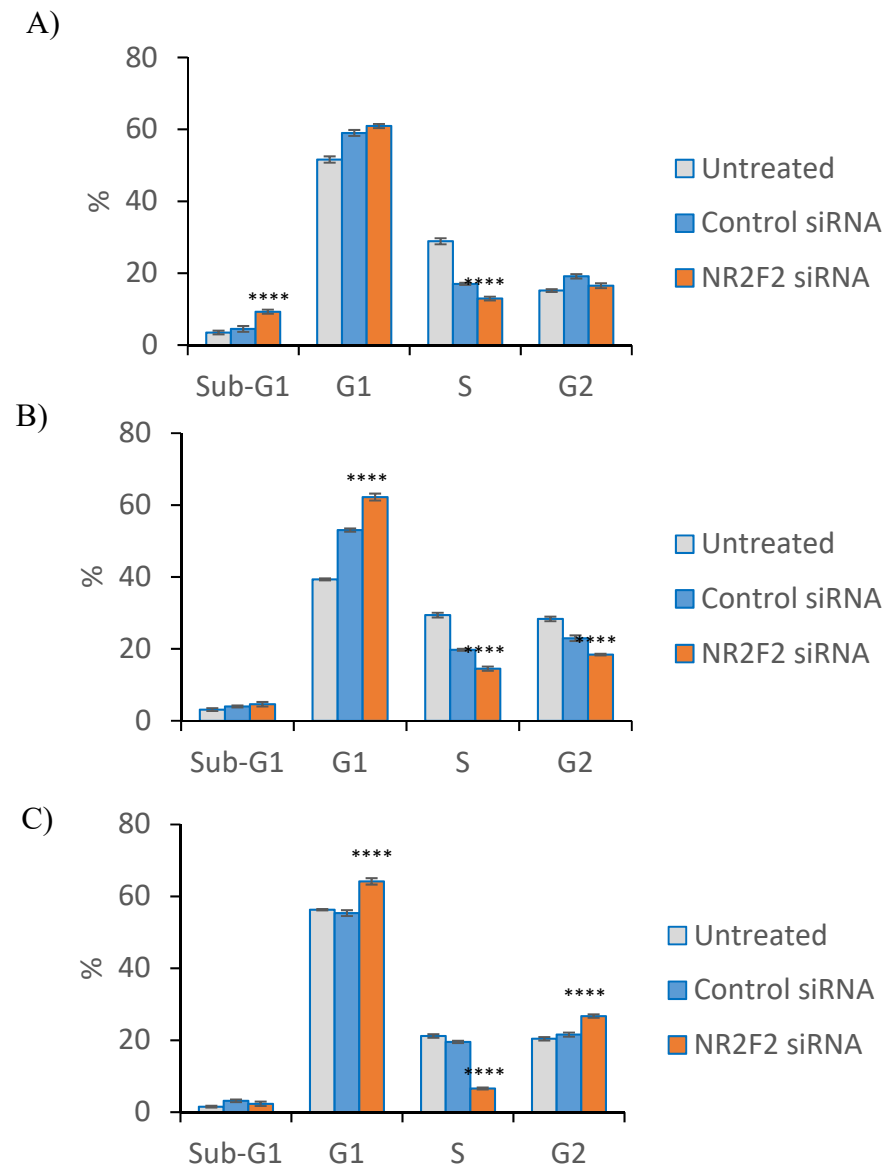 A)
80
60
40
20
0
%
****
****
Sub-G1 G1 S G2
Untreated
Control siRNA
NR2F2 siRNA
B)
80
60
40
20
0
%
****
****
****
Sub-G1 G1 S G2
Untreated
Control siRNA
NR2F2 siRNA
C)
80
60
40
20
0
%
****
****
****
Sub-G1 G1 S G2
Untreated
Control siRNA
NR2F2 siRNA